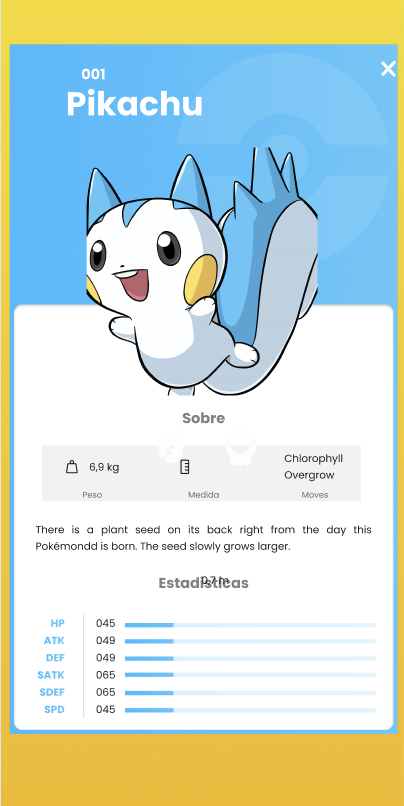 001
Pikachu
Sobre
6,9 kg
Chlorophyll
Overgrow
Peso
Medida
Moves
There is a plant seed on its back right from the day this
Pokémondd is born. The seed slowly grows larger.
0,7 m
Estadísticas
HP 045
ATK 049
DEF 049
SATK 065
SDEF 065
SPD 045